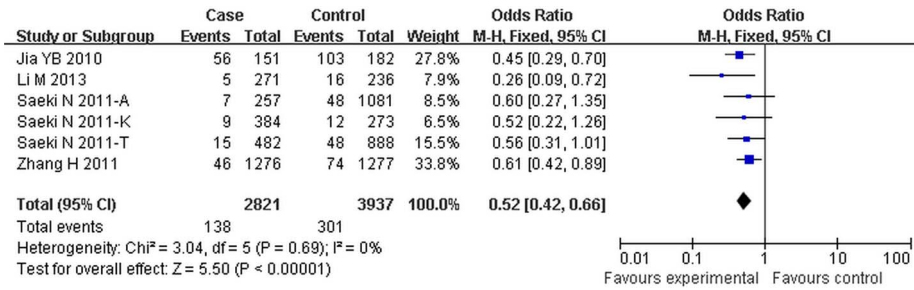 Case Control Odds Ratio Odds Ratio
Study or Subgroup Events Total Events Total Weight M-H, Fixed, 95% CI M-H, Fixed, 95% CI
Jia YB 2010 56 151 103 182 27.8% 0.45 [0.29, 0.70]
Li M 2013 5 271 16 236 7.9% 0.26 [0.09, 0.72]
Saeki N 2011-A 7 257 48 1081 8.5% 0.60 [0.27, 1.35]
Saeki N 2011-K 9 384 12 273 6.5% 0.52 [0.22, 1.26]
Saeki N 2011-T 15 482 48 888 15.5% 0.56 [0.31, 1.01]
Zhang H 2011 46 1276 74 1277 33.8% 0.61 [0.42, 0.89]
Total (95% CI) 2821 3937 100.0% 0.52 [0.42, 0.66]
Total events 138 301
Heterogeneity: Chi² = 3.04, df = 5 (P = 0.69); I² = 0%
Test for overall effect: Z = 5.50 (P < 0.00001)
0.01 0.1 1 10 100
Favours experimental Favours control